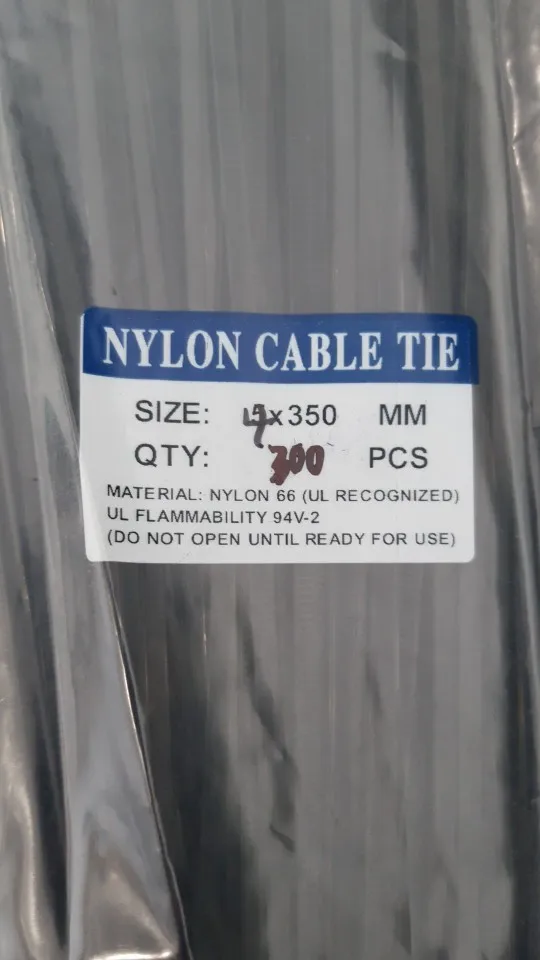 NYLON CABLE TIE
SIZE: 4x350 MM
QTY: 300 PCS
MATERIAL: NYLON 66 (UL RECOGNIZED)
UL FLAMMABILITY 94V-2
(DO NOT OPEN UNTIL READY FOR USE)